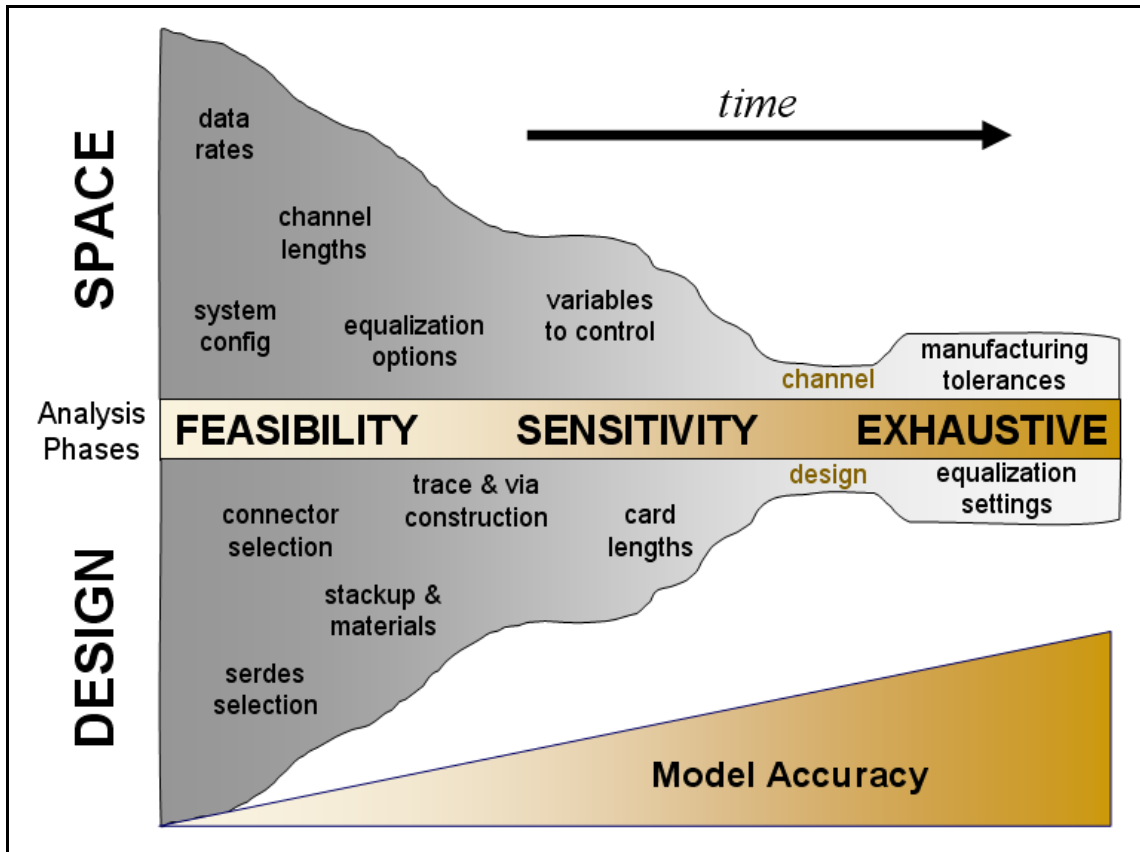 SPACE
time
data
rates
channel
lengths
system
config
equalization
options
variables
to control
channel
manufacturing
tolerances
Analysis
Phases
FEASIBILITY
SENSITIVITY
EXHAUSTIVE
DESIGN
connector
selection
trace & via
construction
card
lengths
design
equalization
settings
stackup &
materials
serdes
selection
Model Accuracy